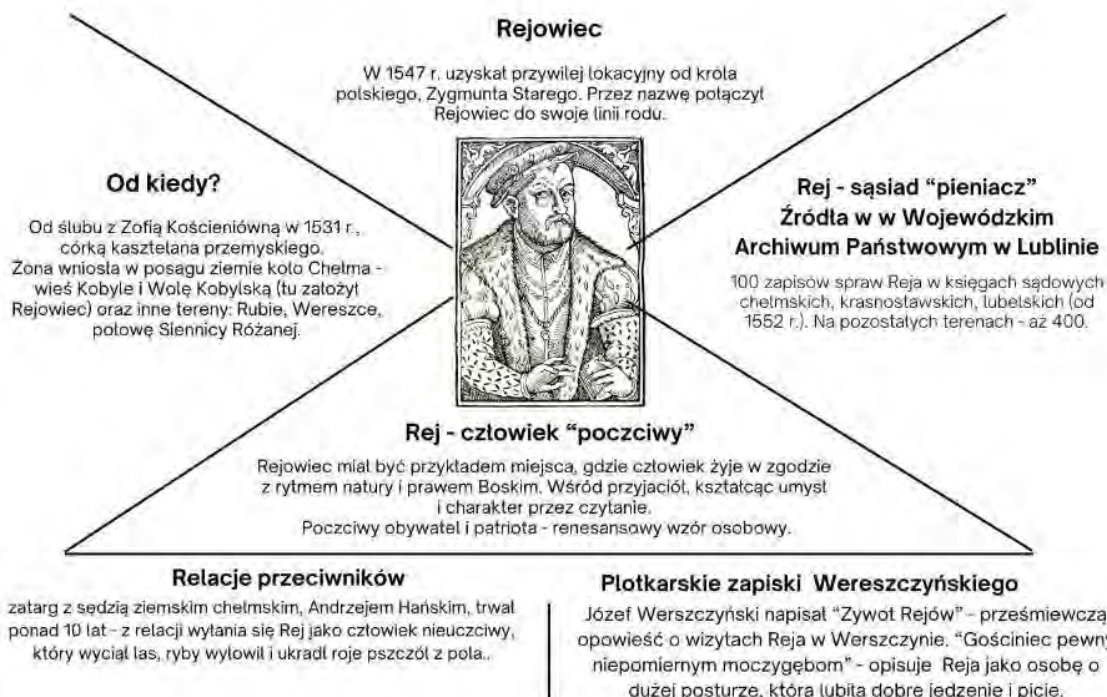 Rejowiec
W 1547 r. uzyskał przywilej lokacyjny od króla
polskiego, Zygmunta Starego. Przez nazwę połączył
Rejowiec do swoje linii rodu.
Od kiedy?
Od ślubu z Zofią Kościeniówną w 1531 r.,
córką kasztelana przemyskiego.
Żona wniosła w posagu ziemie koło Chełma -
wieś Kobyle i Wolę Kobylską (tu założył
Rejowiec) oraz inne tereny: Rubie, Wereszce,
połowę Siennicy Różanej.
Rej - sąsiad “pieniacz”
Źródła w w Wojewódzkim
Archiwum Państwowym w Lublinie
100 zapisów spraw Reja w księgach sądowych
chełmskich, krasnostawskich, lubelskich (od
1552 r.). Na pozostałych terenach - aż 400.
Rej - człowiek “poczciwy”
Rejowiec miał być przykładem miejsca, gdzie człowiek żyje w zgodzie
z rytmem natury i prawem Boskim. Wśród przyjaciół, kształcąc umysł
i charakter przez czytanie.
Poczciwy obywatel i patriota - renesansowy wzór osobowy.
Relacje przeciwników
zatarg z sędzią ziemskim chełmskim, Andrzejem Hańskim, trwał
ponad 10 lat - z relacji wyłania się Rej jako człowiek nieuczciwy,
który wyciął las, ryby wyłowił i ukradł roje pszczół z pola..
Plotkarskie zapiski Wereszczyńskiego
Józef Werszczyński napisał “Żywot Rejów” - prześmiewczą
opowieść o wizytach Reja w Werszczynie. “Gościniec pewny
niepomiernym moczygębom” - opisuje Reja jako osobę o
dużej posturze, która lubiła dobre jedzenie i picie.